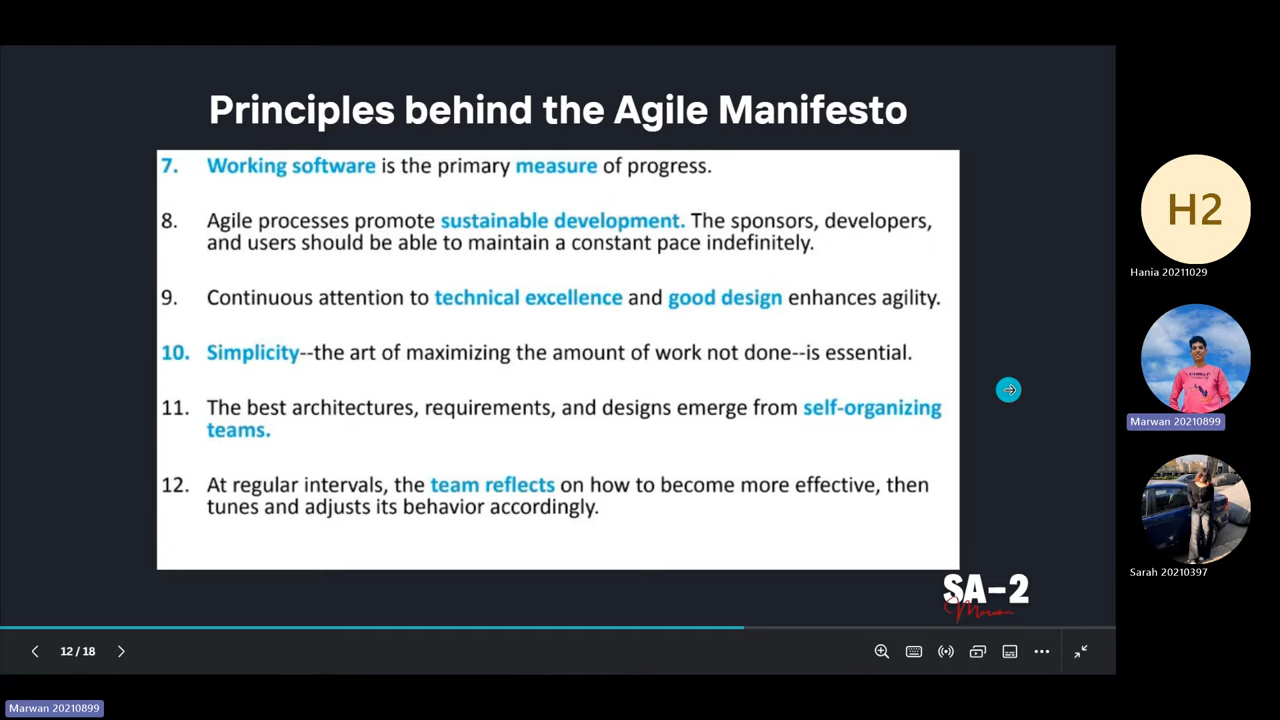 Principles behind the Agile Manifesto
7. Working software is the primary measure of progress.
8. Agile processes promote sustainable development. The sponsors, developers,
and users should be able to maintain a constant pace indefinitely.
9. Continuous attention to technical excellence and good design enhances agility.
10. Simplicity--the art of maximizing the amount of work not done--is essential.
11. The best architectures, requirements, and designs emerge from self-organizing
teams.
12. At regular intervals, the team reflects on how to become more effective, then
tunes and adjusts its behavior accordingly.
SA-2
Marwan
12 / 18
H2
Hania 20211029
Marwan 20210899
Sarah 20210397
Marwan 20210899